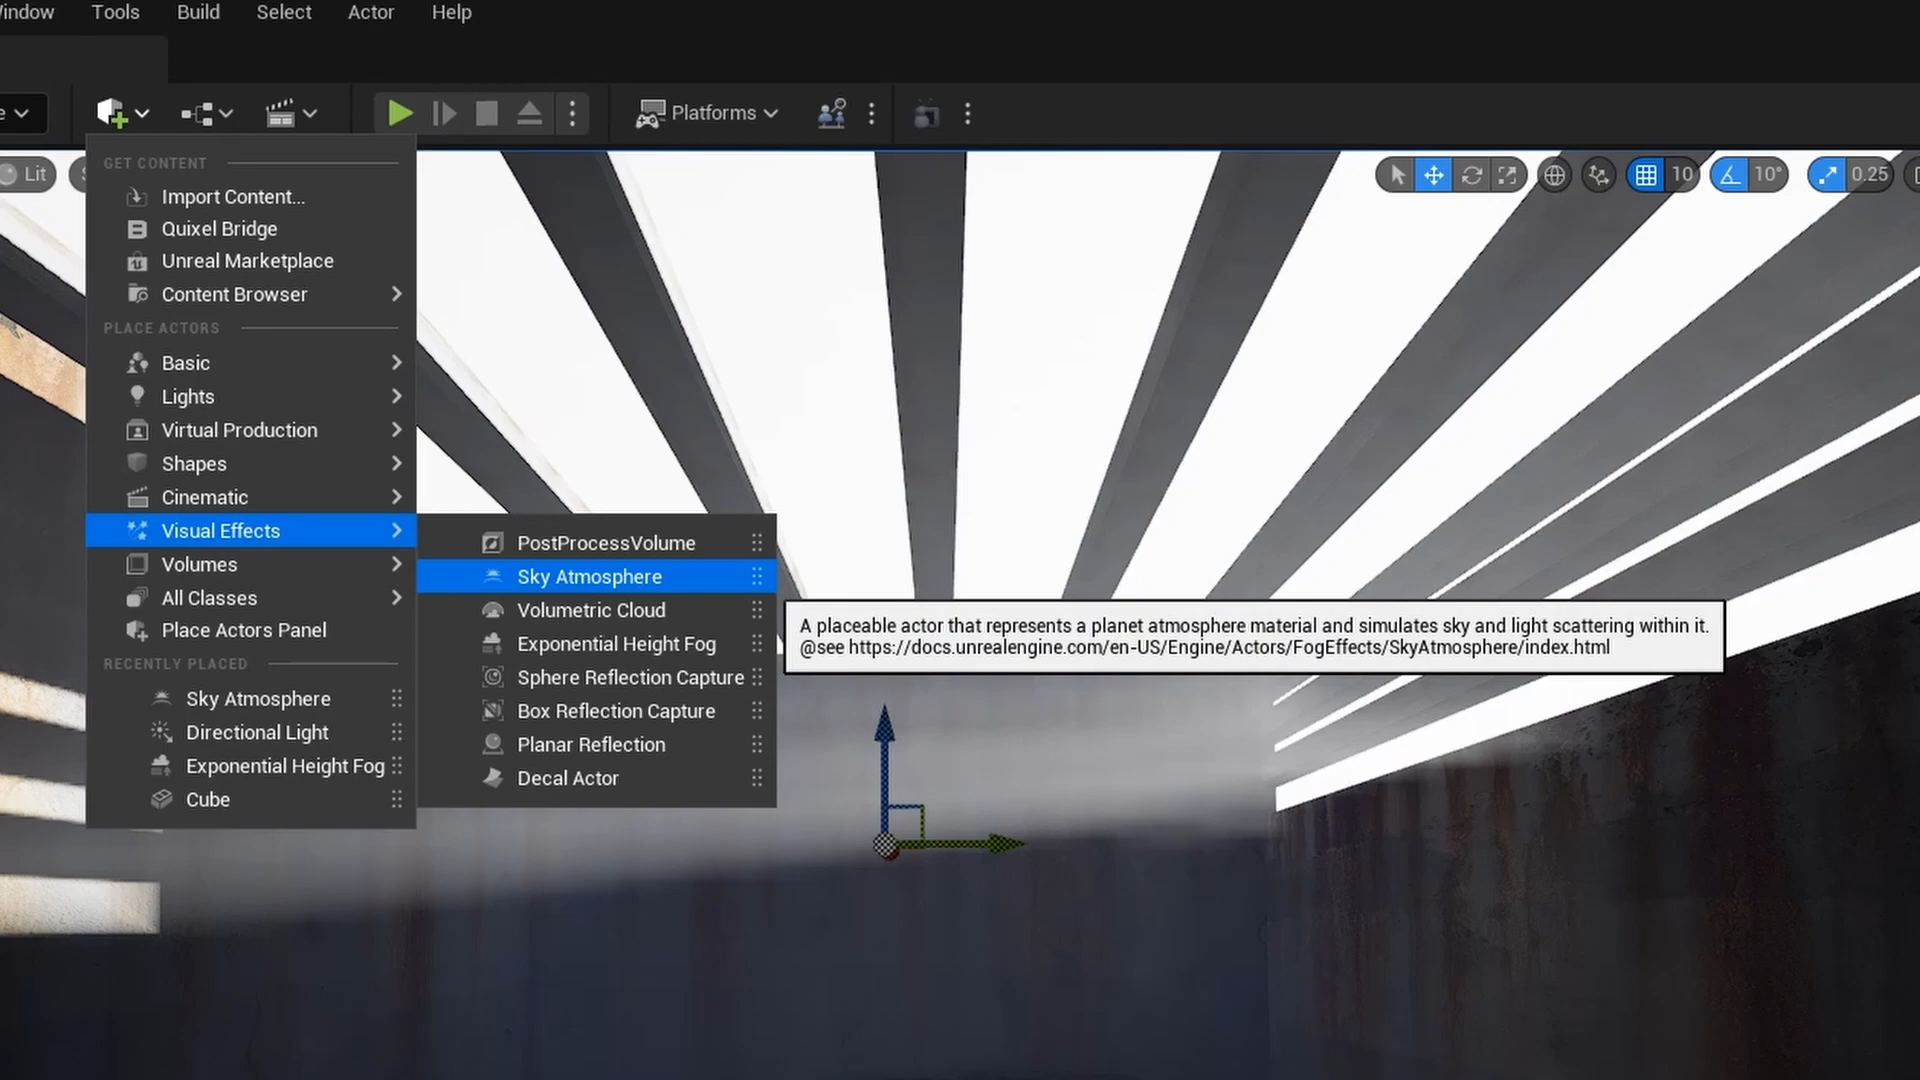 Tools Build Select Actor Help
Platforms
Lit
10 10° 0.25
GET CONTENT
Import Content...
Quixel Bridge
Unreal Marketplace
Content Browser
PLACE ACTORS
Basic
Lights
Virtual Production
Shapes
Cinematic
Visual Effects
Volumes
All Classes
Place Actors Panel
RECENTLY PLACED
Sky Atmosphere
Directional Light
Exponential Height Fog
Cube
PostProcessVolume
Sky Atmosphere
Volumetric Cloud
Exponential Height Fog
Sphere Reflection Capture
Box Reflection Capture
Planar Reflection
Decal Actor
A placeable actor that represents a planet atmosphere material and simulates sky and light scattering within it.
@see https://docs.unrealengine.com/en-US/Engine/Actors/FogEffects/SkyAtmosphere/index.html